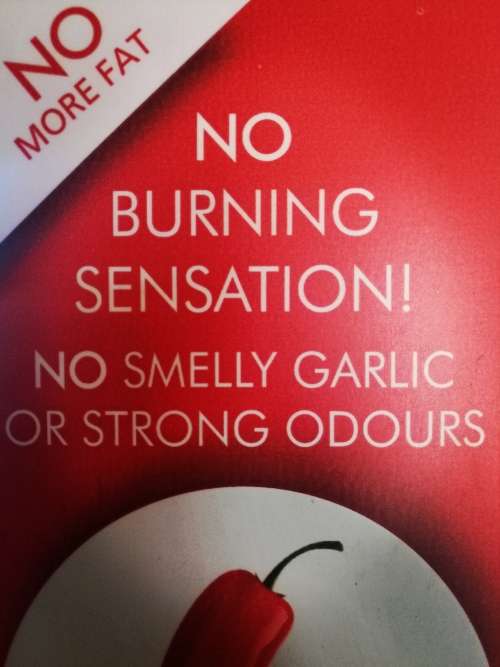 NO
MORE FAT
NO
BURNING
SENSATION!
NO SMELLY GARLIC
OR STRONG ODOURS